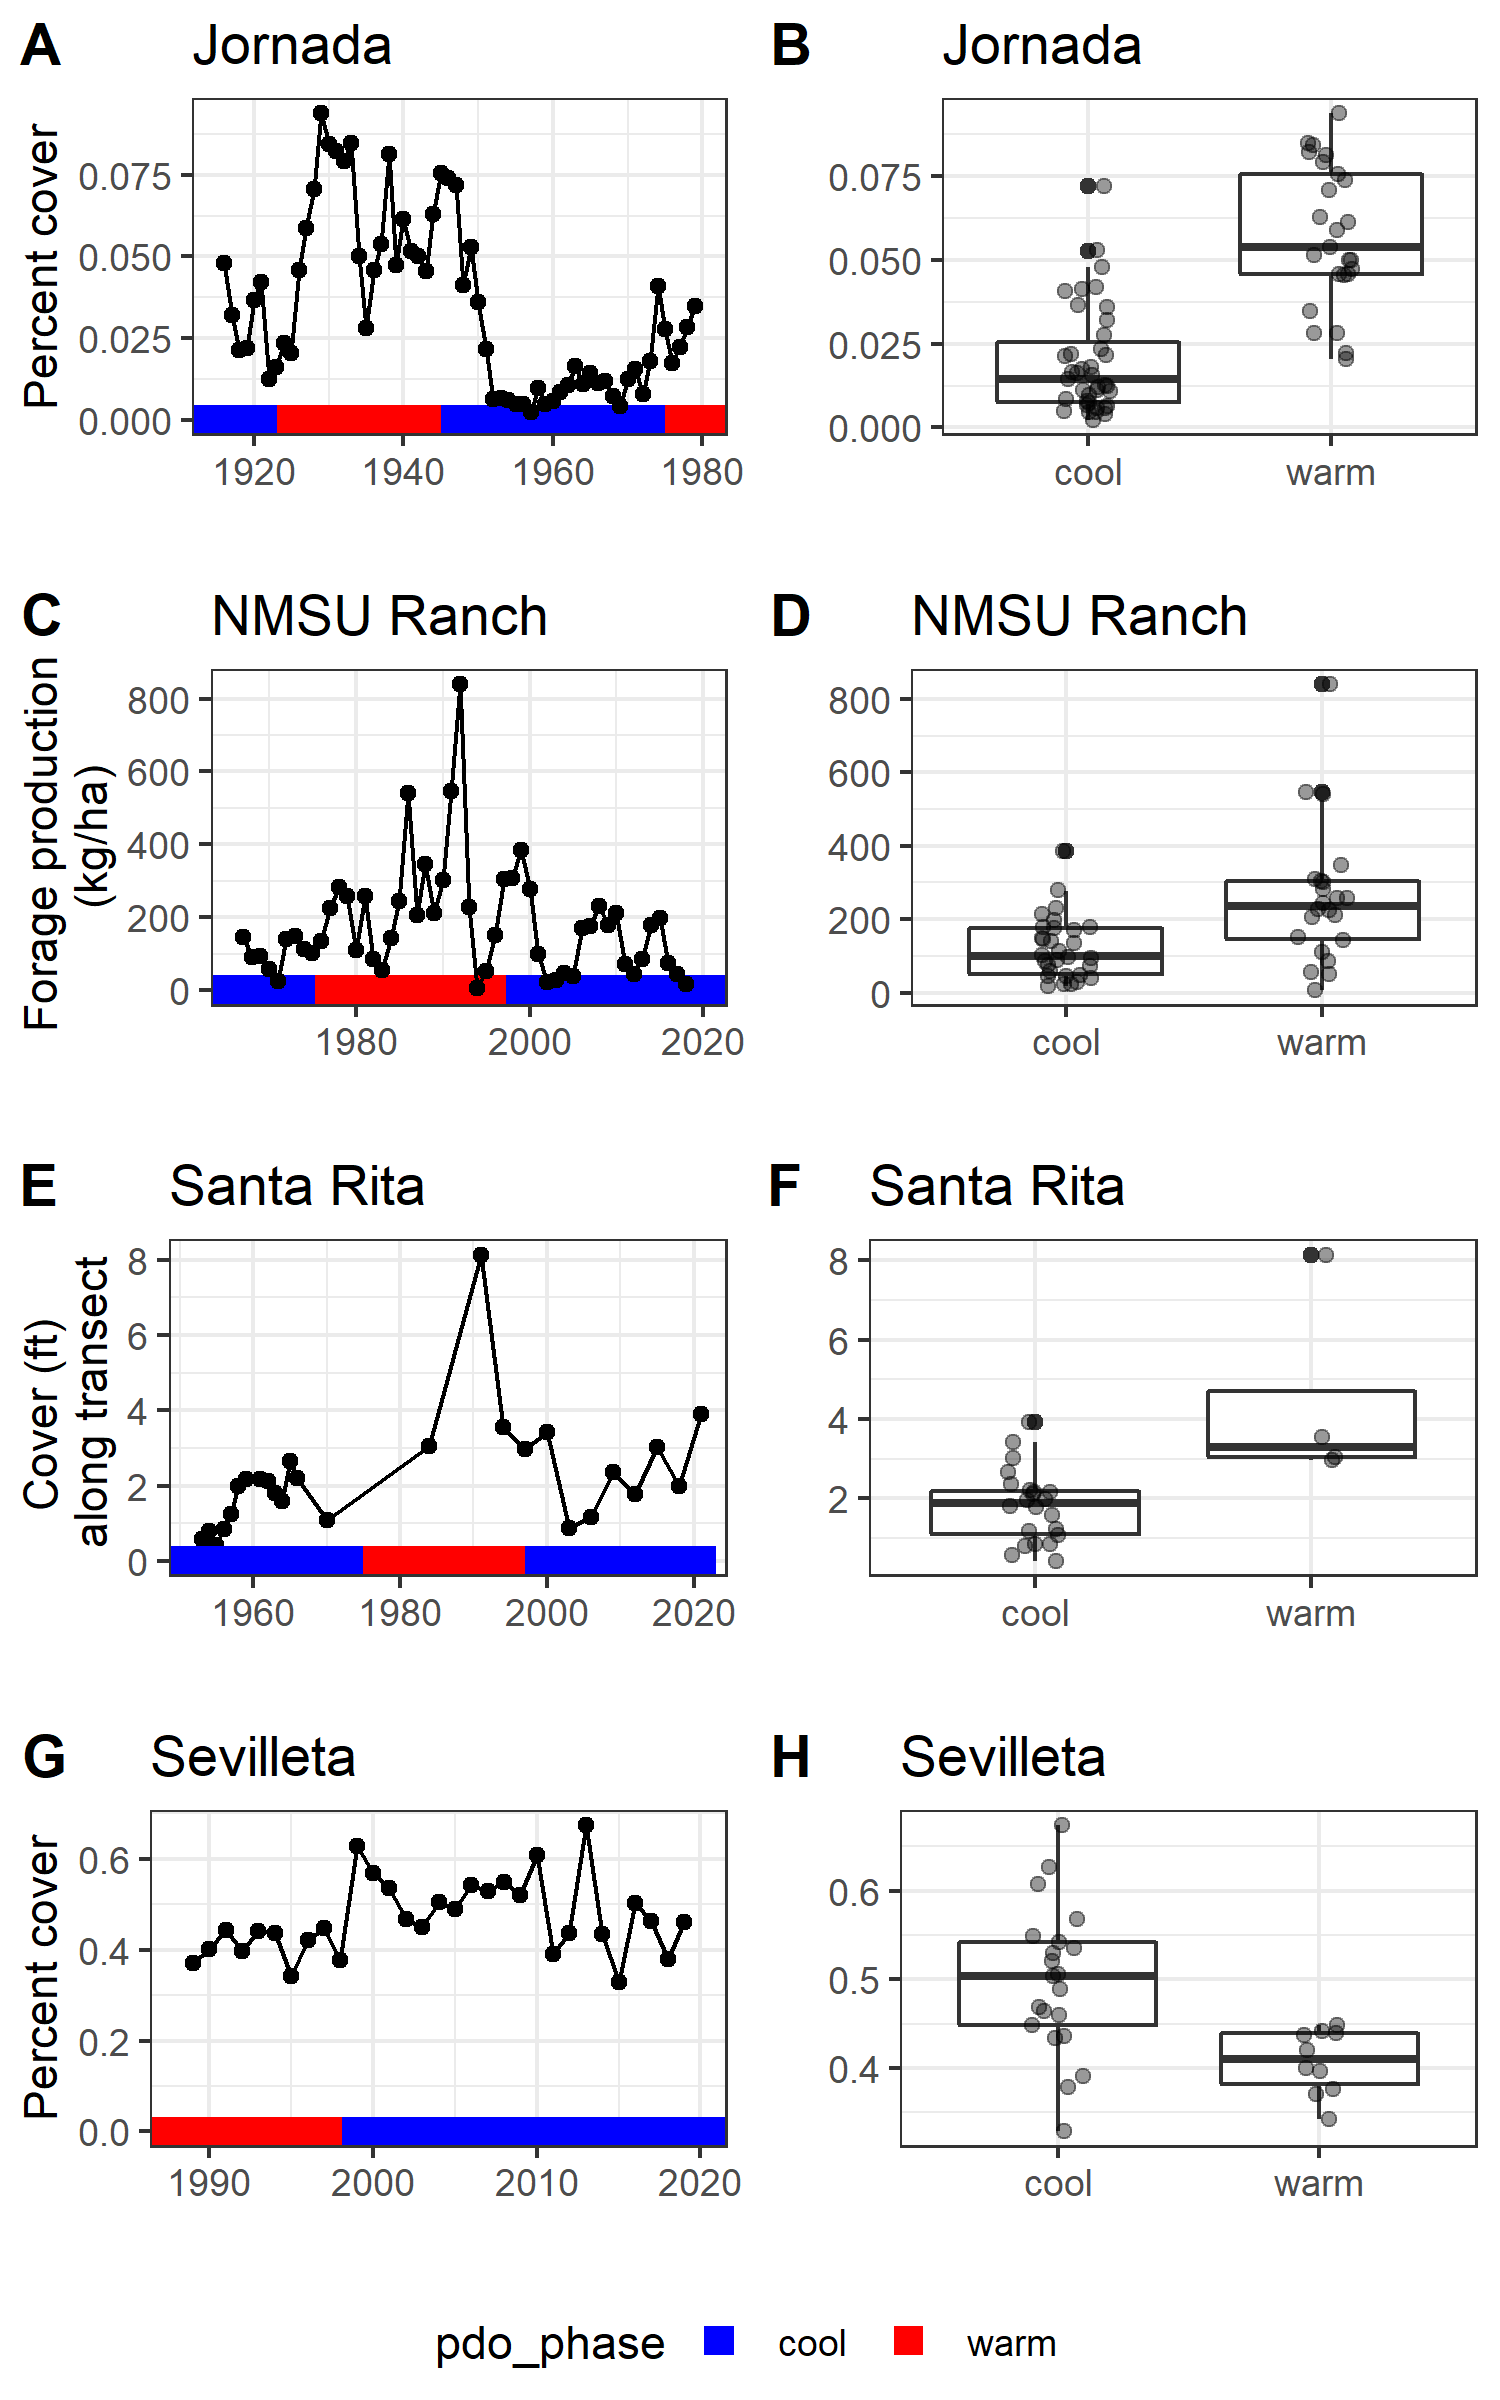 A Jornada
B Jornada
Percent cover
0.075
0.050
0.025
0.000
1920 1940 1960 1980
0.075
0.050
0.025
0.000
cool warm
C NMSU Ranch
D NMSU Ranch
Forage production
(kg/ha)
800
600
400
200
0
1980 2000 2020
800
600
400
200
0
cool warm
E Santa Rita
F Santa Rita
Cover (ft)
along transect
8
6
4
2
0
1960 1980 2000 2020
8
6
4
2
cool warm
G Sevilleta
H Sevilleta
Percent cover
0.6
0.4
0.2
0.0
1990 2000 2010 2020
0.6
0.5
0.4
cool warm
pdo_phase cool warm